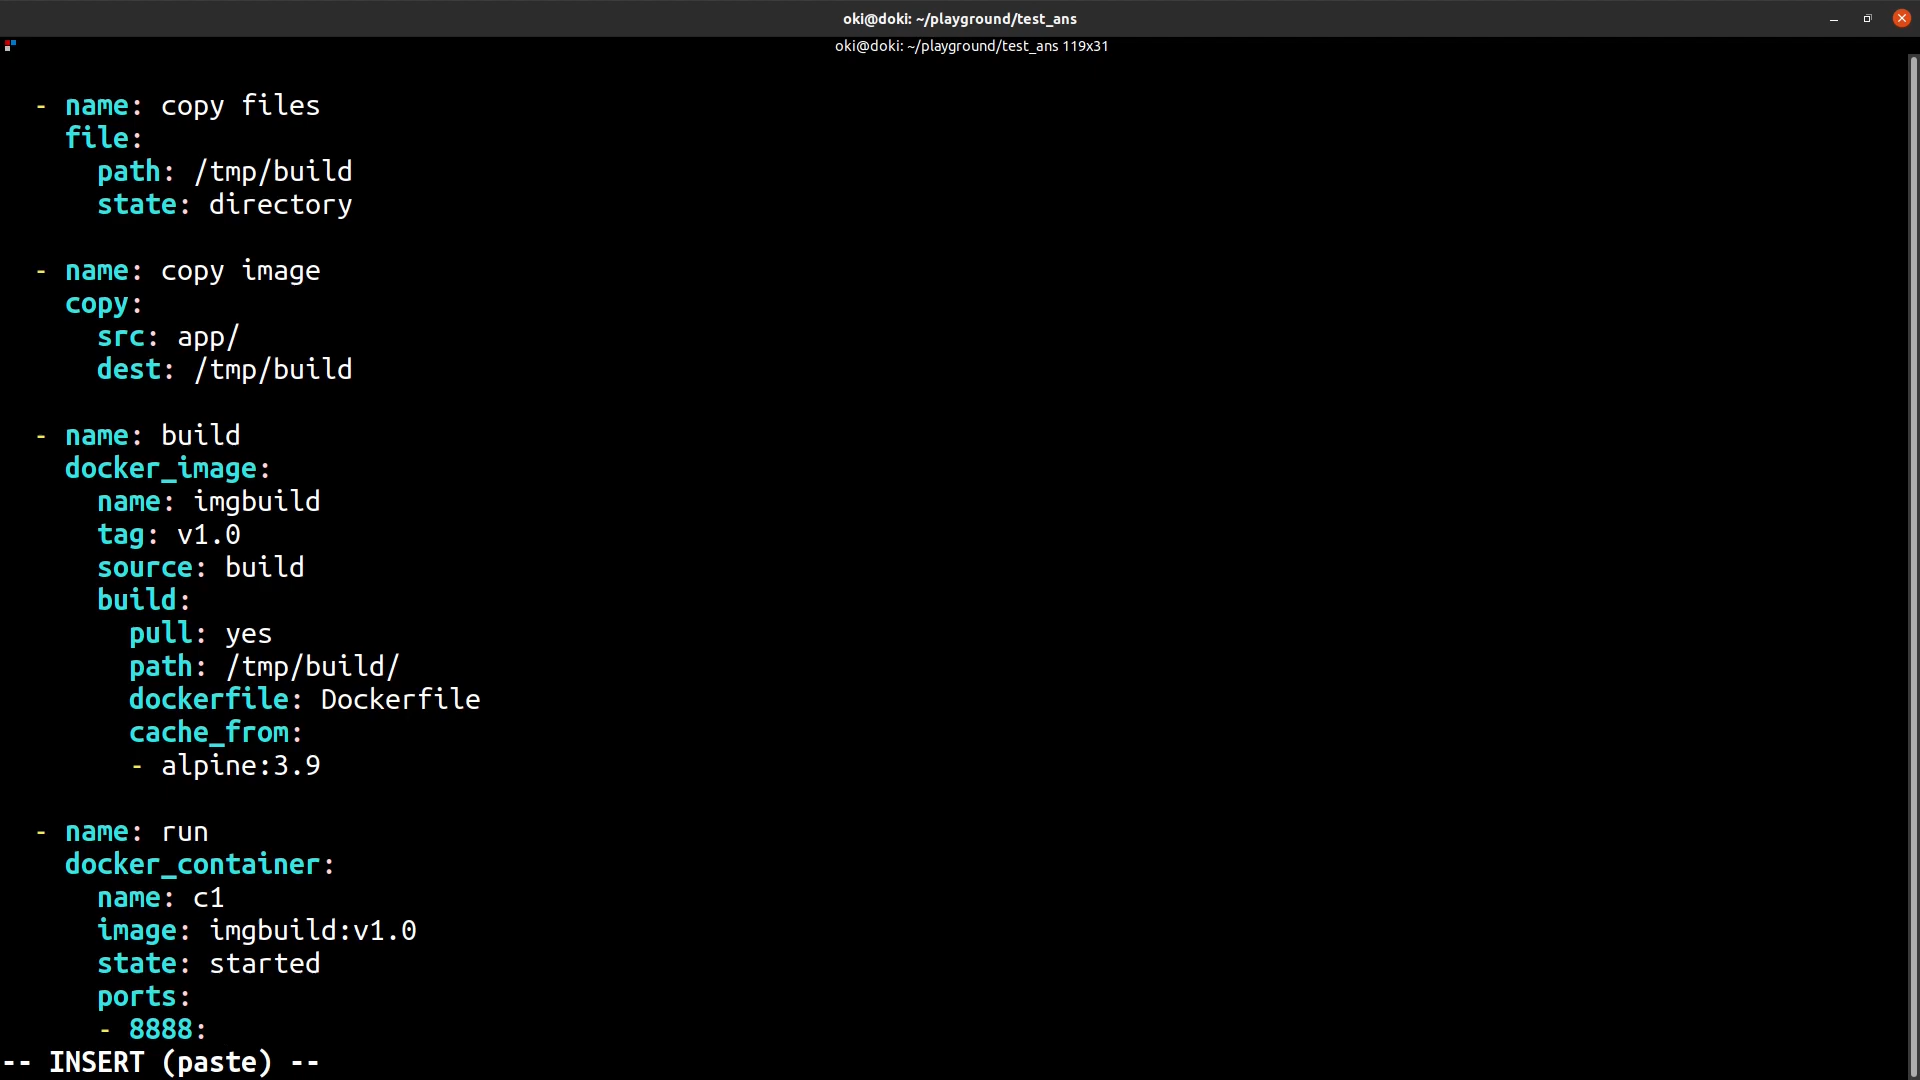 oki@doki: ~/playground/test_ans
oki@doki: ~/playground/test_ans 119x31
- name: copy files
file:
path: /tmp/build
state: directory
- name: copy image
copy:
src: app/
dest: /tmp/build
- name: build
docker_image:
name: imgbuild
tag: v1.0
source: build
build:
pull: yes
path: /tmp/build/
dockerfile: Dockerfile
cache_from:
- alpine:3.9
- name: run
docker_container:
name: c1
image: imgbuild:v1.0
state: started
ports:
- 8888:
-- INSERT (paste) --